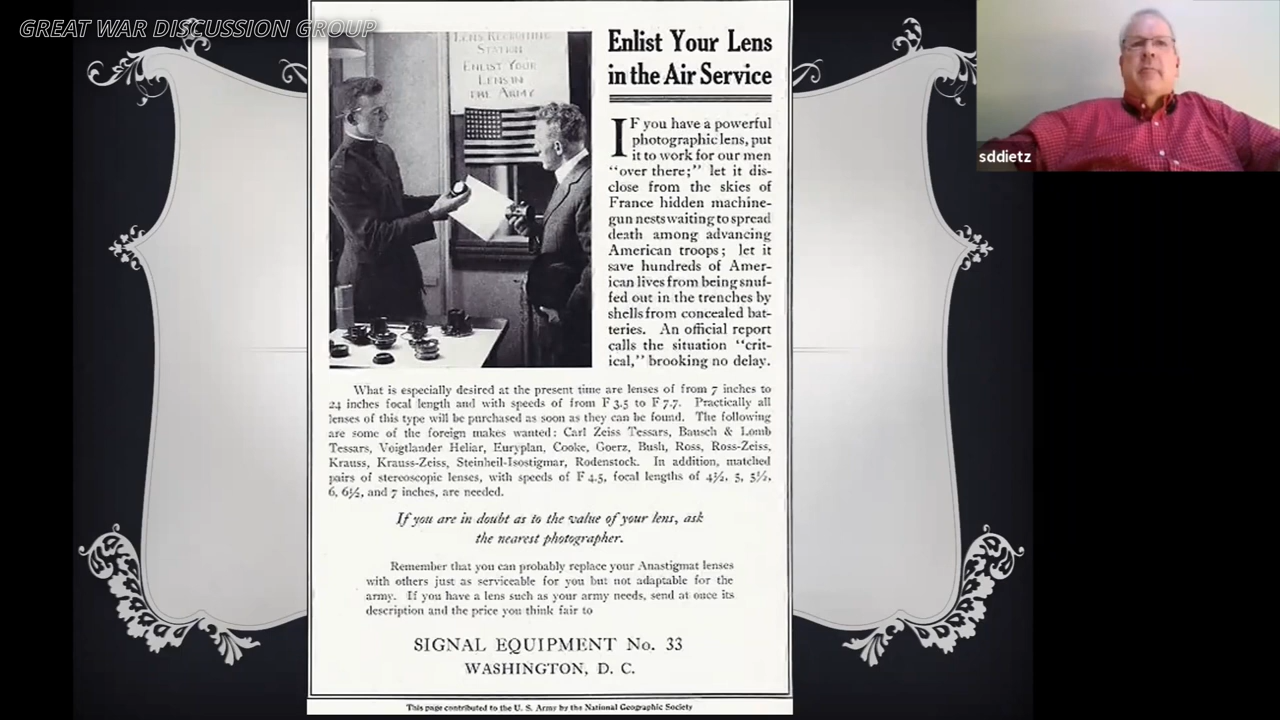 GREAT WAR DISCUSSION GROUP
sddietz
LENS RECRUITING
STATION
ENLIST YOUR
LENS IN
THE ARMY
Enlist Your Lens
in the Air Service
IF you have a powerful
photographic lens, put
it to work for our men
“over there;” let it dis-
close from the skies of
France hidden machine-
gun nests waiting to spread
death among advancing
American troops; let it
save hundreds of Amer-
ican lives from being snuf-
fed out in the trenches by
shells from concealed bat-
teries. An official report
calls the situation “crit-
ical,” brooking no delay.
What is especially desired at the present time are lenses of from 7 inches to
24 inches focal length and with speeds of from F 3.5 to F 7.7. Practically all
lenses of this type will be purchased as soon as they can be found. The following
are some of the foreign makes wanted: Carl Zeiss Tessars, Bausch & Lomb
Tessars, Voigtlander Heliar, Euryplan, Cooke, Goerz, Bush, Ross, Ross-Zeiss,
Krauss, Krauss-Zeiss, Steinheil-Isostigmar, Rodenstock. In addition, matched
pairs of stereoscopic lenses, with speeds of F 4.5, focal lengths of 4½, 5, 5½,
6, 6½, and 7 inches, are needed.
If you are in doubt as to the value of your lens, ask
the nearest photographer.
Remember that you can probably replace your Anastigmat lenses
with others just as serviceable for you but not adaptable for the
army. If you have a lens such as your army needs, send at once its
description and the price you think fair to
SIGNAL EQUIPMENT No. 33
WASHINGTON, D. C.
This page contributed to the U. S. Army by the National Geographic Society